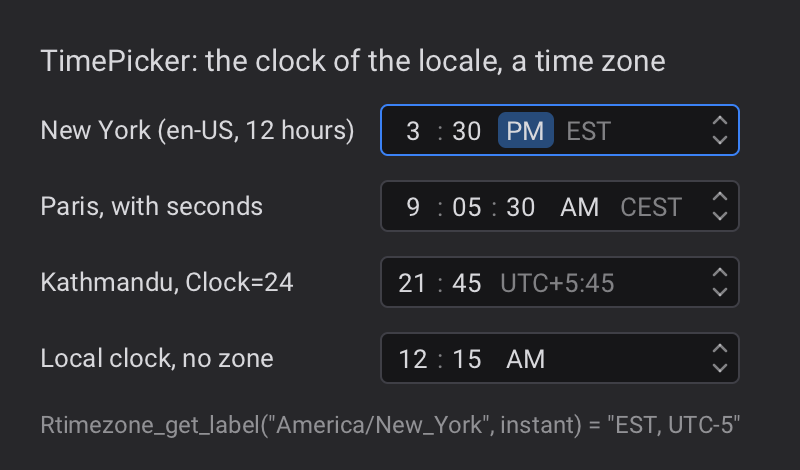 TimePicker: the clock of the locale, a time zone
New York (en-US, 12 hours) 3 : 30 PM EST
Paris, with seconds 9 : 05 : 30 AM CEST
Kathmandu, Clock=24 21 : 45 UTC+5:45
Local clock, no zone 12 : 15 AM
Rtimezone_get_label("America/New_York", instant) = "EST, UTC-5"